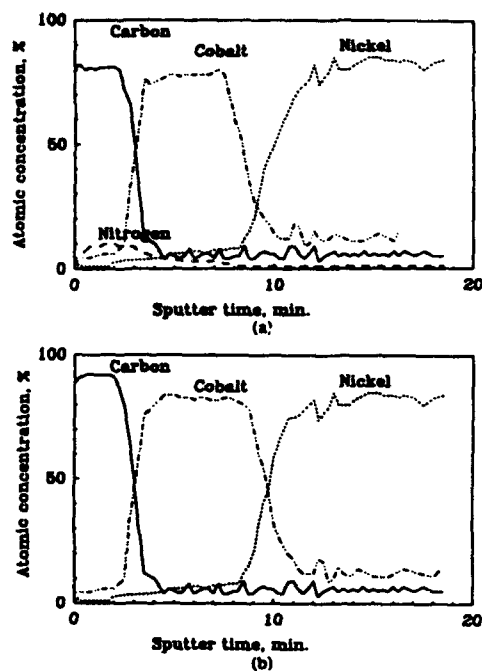 100
Carbon
Cobalt
Nickel
Atomic concentration, %
50
Nitrogen
0
0
10
20
Sputter time, min.
(a)
100
Carbon
Cobalt
Nickel
Atomic concentration, %
50
0
0
10
20
Sputter time, min.
(b)